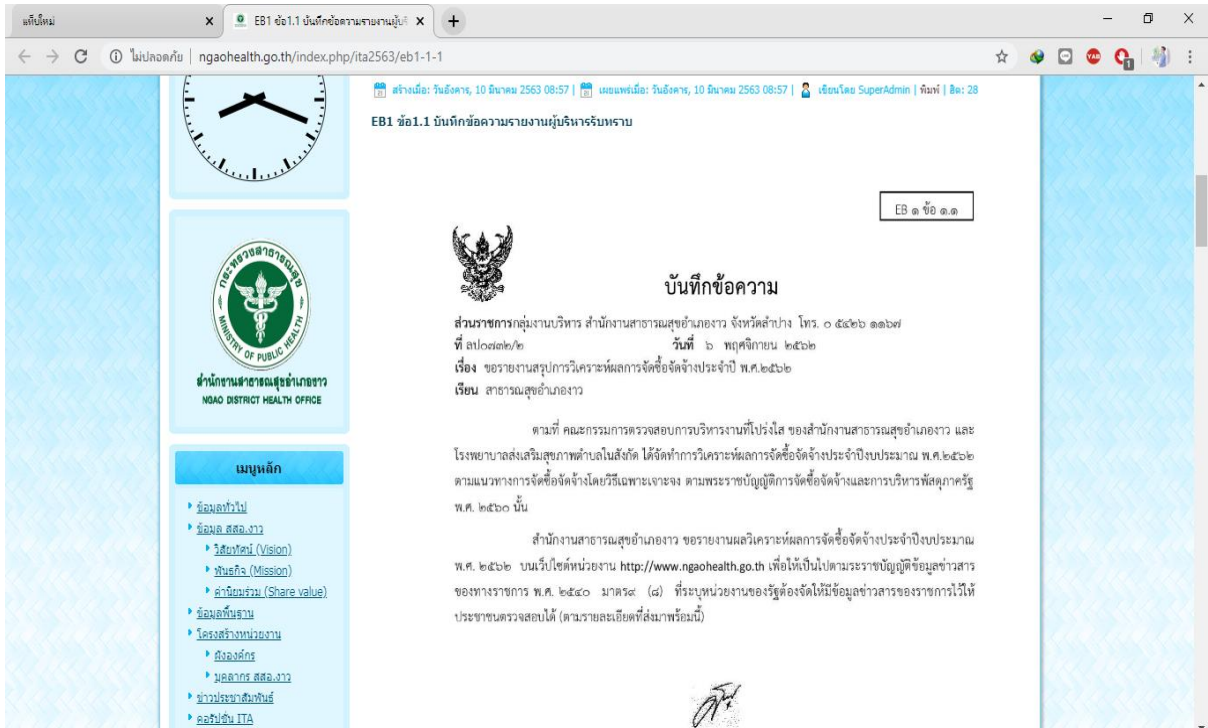 แท็บใหม่
EB1 ข้อ1.1 บันทึกข้อความรายงานผู้บริ
ไม่ปลอดภัย | ngaohealth.go.th/index.php/ita2563/eb1-1-1
สร้างเมื่อ: วันอังคาร, 10 มีนาคม 2563 08:57 | เผยแพร่เมื่อ: วันอังคาร, 10 มีนาคม 2563 08:57 | เขียนโดย SuperAdmin | พิมพ์ | ฮิต: 28
EB1 ข้อ1.1 บันทึกข้อความรายงานผู้บริหารรับทราบ
EB ๑ ข้อ ๑.๑
บันทึกข้อความ
ส่วนราชการกลุ่มงานบริหาร สำนักงานสาธารณสุขอำเภองาว จังหวัดลำปาง โทร. ๐ ๕๔๒๖ ๑๑๖๗
ที่ ลป๐๗๓๒/๒ วันที่ ๖ พฤศจิกายน ๒๕๖๒
เรื่อง ขอรายงานสรุปการวิเคราะห์ผลการจัดซื้อจัดจ้างประจำปี พ.ศ.๒๕๖๒
เรียน สาธารณสุขอำเภองาว
ตามที่ คณะกรรมการตรวจสอบการบริหารงานที่โปร่งใส ของสำนักงานสาธารณสุขอำเภองาว และ
โรงพยาบาลส่งเสริมสุขภาพตำบลในสังกัด ได้จัดทำการวิเคราะห์ผลการจัดซื้อจัดจ้างประจำปีงบประมาณ พ.ศ.๒๕๖๒
ตามแนวทางการจัดซื้อจัดจ้างโดยวิธีเฉพาะเจาะจง ตามพระราชบัญญัติการจัดซื้อจัดจ้างและการบริหารพัสดุภาครัฐ
พ.ศ. ๒๕๖๐ นั้น
สำนักงานสาธารณสุขอำเภองาว ขอรายงานผลวิเคราะห์ผลการจัดซื้อจัดจ้างประจำปีงบประมาณ
พ.ศ. ๒๕๖๒ บนเว็บไซต์หน่วยงาน http://www.ngaohealth.go.th เพื่อให้เป็นไปตามระราชบัญญัติข้อมูลข่าวสาร
ของทางราชการ พ.ศ. ๒๕๔๐ มาตร๙ (๘) ที่ระบุหน่วยงานของรัฐต้องจัดให้มีข้อมูลข่าวสารของราชการไว้ให้
ประชาชนตรวจสอบได้ (ตามรายละเอียดที่ส่งมาพร้อมนี้)
กระทรวงสาธารณสุข
MINISTRY OF PUBLIC HEALTH
สำนักงานสาธารณสุขอำเภองาว
NGAO DISTRICT HEALTH OFFICE
เมนูหลัก
ข้อมูลทั่วไป
ข้อมูล สสอ.งาว
วิสัยทัศน์ (Vision)
พันธกิจ (Mission)
ค่านิยมร่วม (Share value)
ข้อมูลพื้นฐาน
โครงสร้างหน่วยงาน
ผังองค์กร
บุคลากร สสอ.งาว
ข่าวประชาสัมพันธ์
คอรัปชั่น ITA